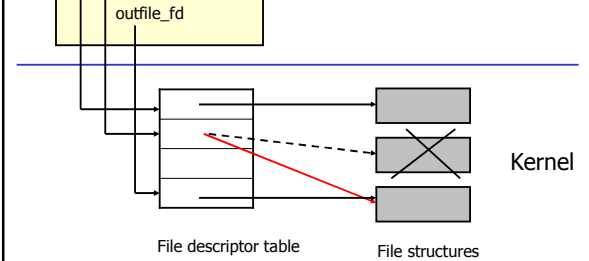 outfile_fd
Kernel
File descriptor table
File structures